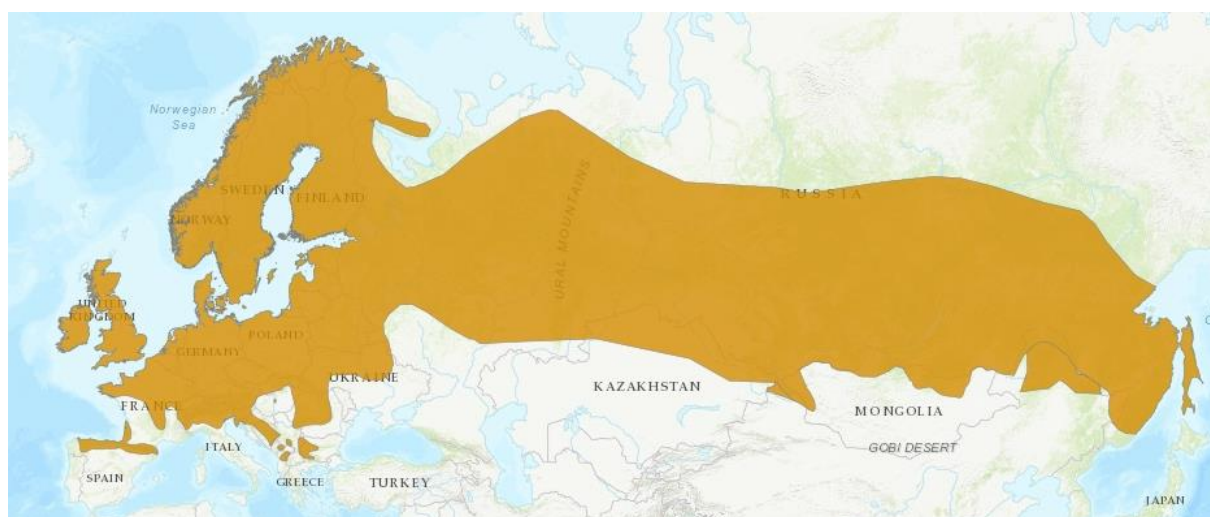 Norwegian
Sea
SWEDEN
FINLAND
NORWAY
RUSSIA
URAL MOUNTAINS
UNITED
KINGDOM
POLAND
GERMANY
UKRAINE
KAZAKHSTAN
FRANCE
MONGOLIA
ITALY
GOBI DESERT
SPAIN
GREECE
TURKEY
JAPAN